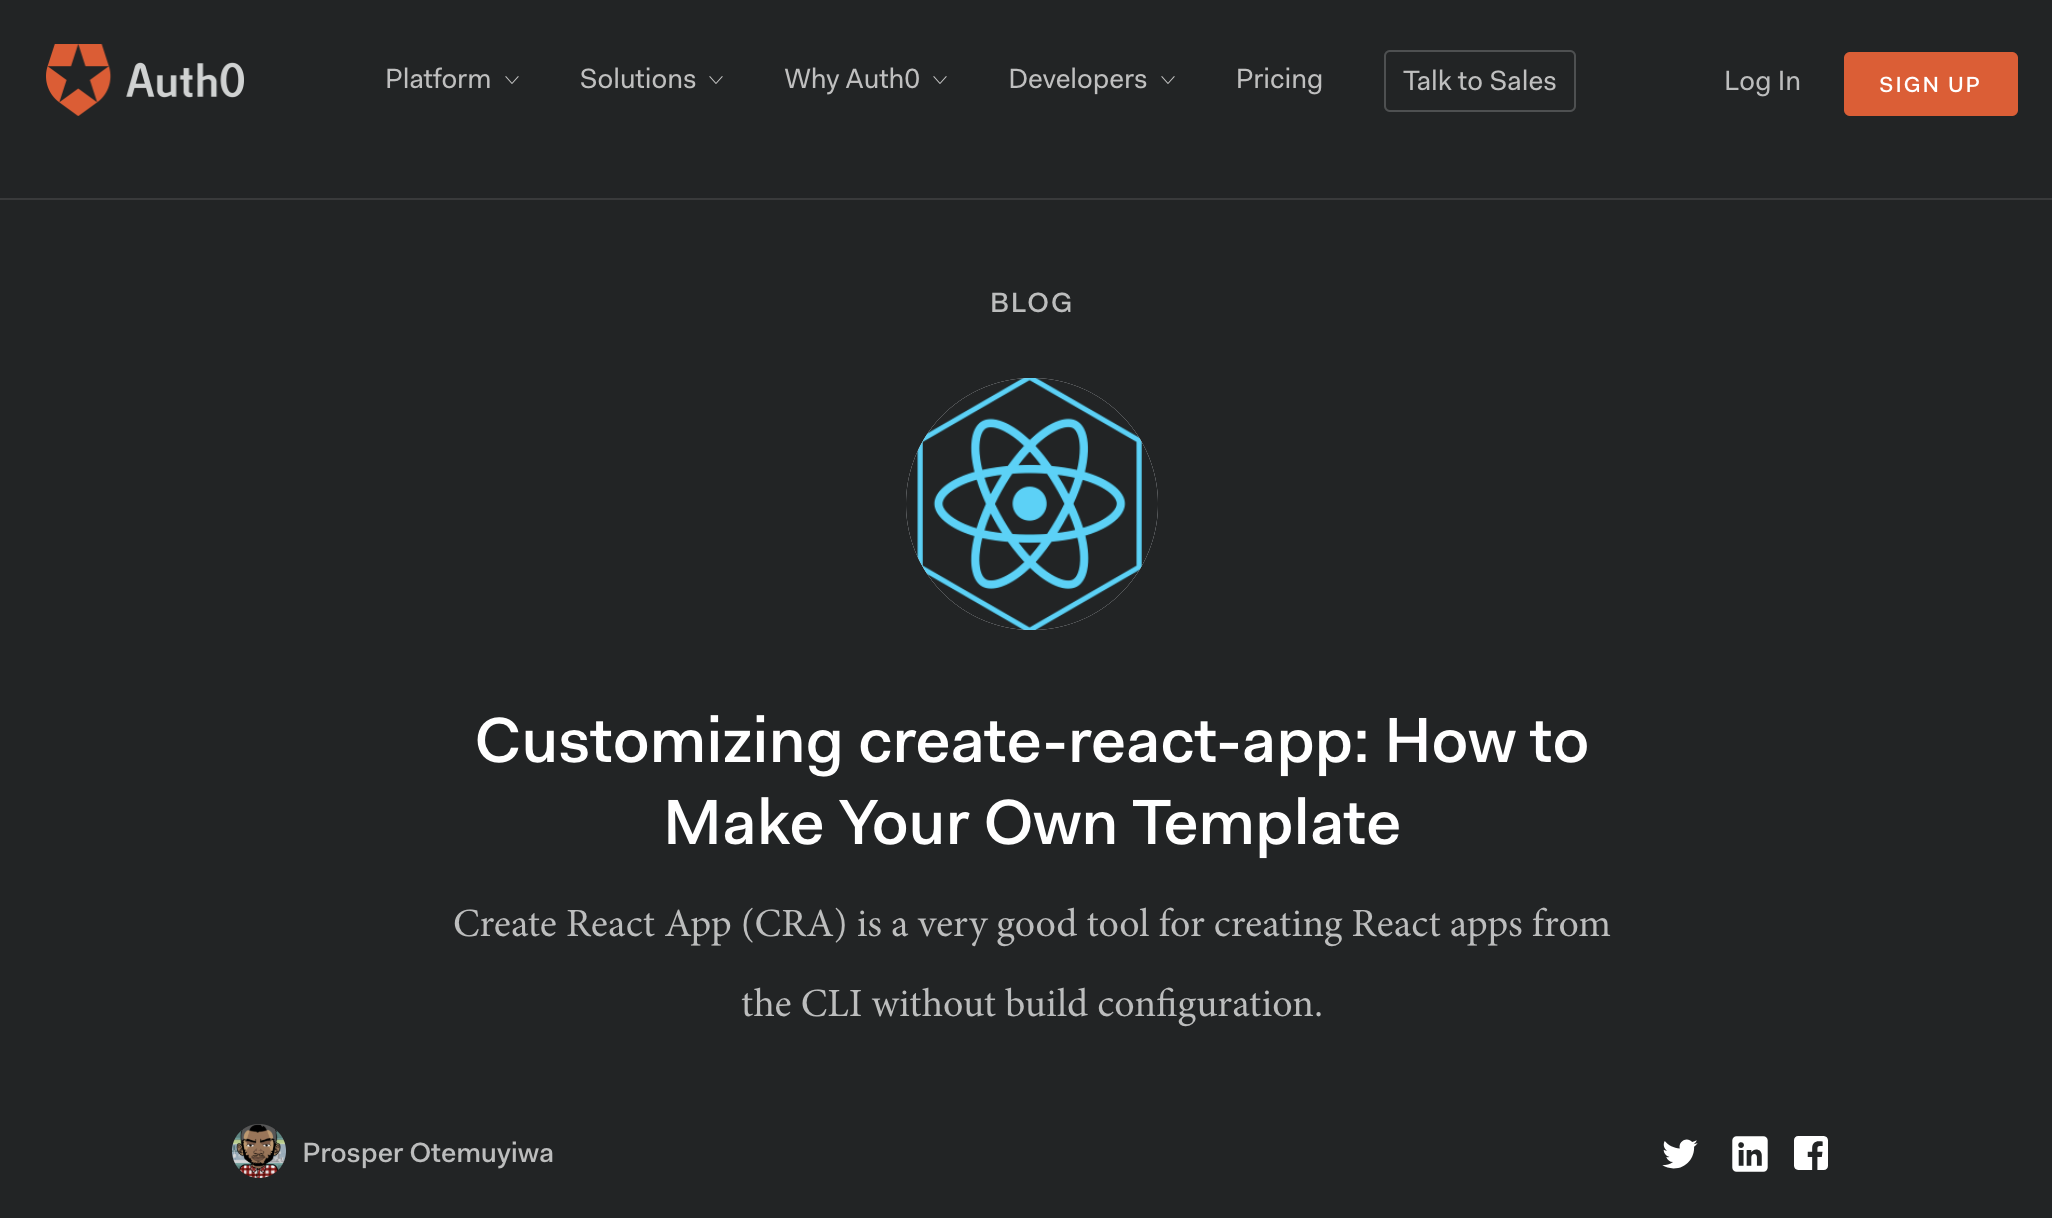 Auth0
Platform
Solutions
Why Auth0
Developers
Pricing
Talk to Sales
Log In
SIGN UP
BLOG
Customizing create-react-app: How to
Make Your Own Template
Create React App (CRA) is a very good tool for creating React apps from
the CLI without build configuration.
Prosper Otemuyiwa
in
f